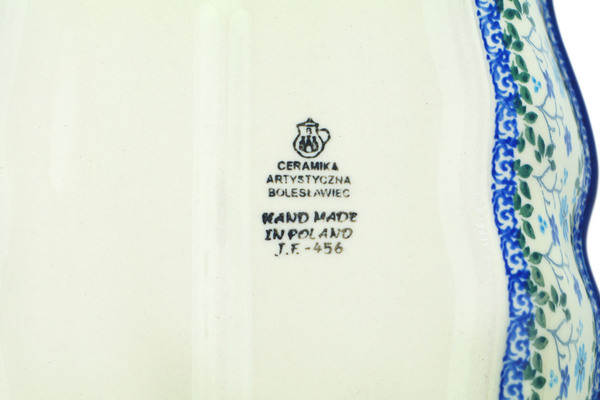 CERAMIKA
ARTYSTYCZNA
BOLESŁAWIEC
HAND MADE
IN POLAND
J.F.-456